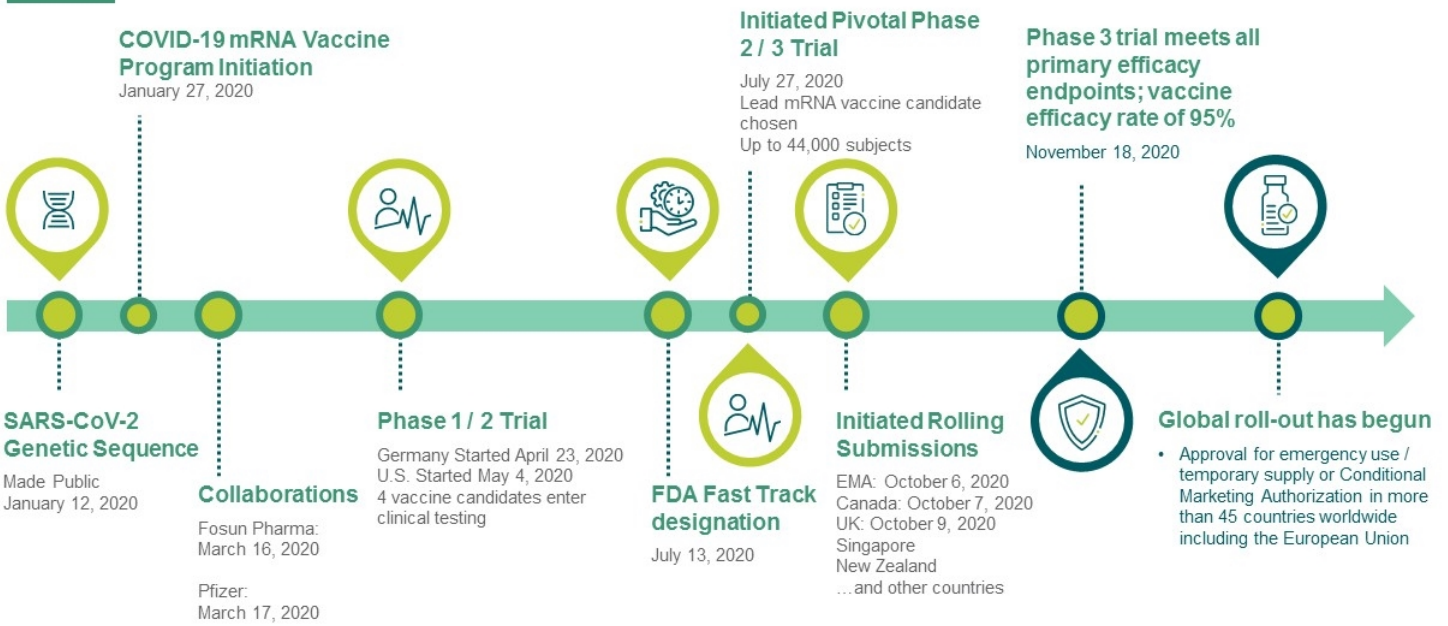 COVID-19 mRNA Vaccine
Program Initiation
January 27, 2020
Initiated Pivotal Phase
2 / 3 Trial
July 27, 2020
Lead mRNA vaccine candidate
chosen
Up to 44,000 subjects
Phase 3 trial meets all
primary efficacy
endpoints; vaccine
efficacy rate of 95%
November 18, 2020
SARS-CoV-2
Genetic Sequence
Made Public
January 12, 2020
Collaborations
Fosun Pharma:
March 16, 2020
Pfizer:
March 17, 2020
Phase 1 / 2 Trial
Germany Started April 23, 2020
U.S. Started May 4, 2020
4 vaccine candidates enter
clinical testing
FDA Fast Track
designation
July 13, 2020
Initiated Rolling
Submissions
EMA: October 6, 2020
Canada: October 7, 2020
UK: October 9, 2020
Singapore
New Zealand
…and other countries
Global roll-out has begun
• Approval for emergency use /
temporary supply or Conditional
Marketing Authorization in more
than 45 countries worldwide
including the European Union